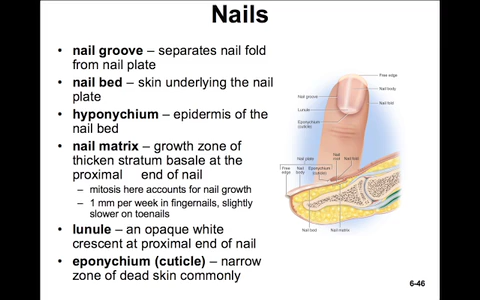 Nails
• nail groove – separates nail fold
from nail plate
• nail bed – skin underlying the nail
plate
• hyponychium – epidermis of the
nail bed
• nail matrix – growth zone of
thicken stratum basale at the
proximal end of nail
– mitosis here accounts for nail growth
– 1 mm per week in fingernails, slightly
slower on toenails
• lunule – an opaque white
crescent at proximal end of nail
• eponychium (cuticle) – narrow
zone of dead skin commonly
Free edge
Nail body
Nail fold
Nail groove
Lunule
Eponychium
(cuticle)
Nail plate
Free
edge
Nail
body
Eponychium
(cuticle)
Nail
root
Nail fold
Nail bed
Nail matrix
6-46